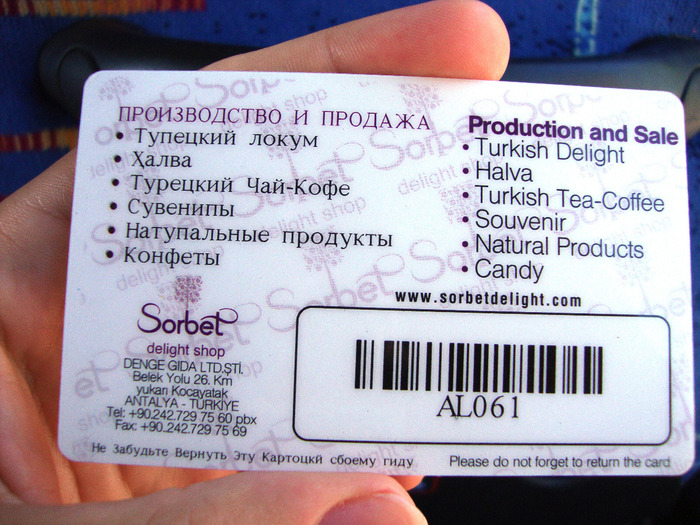 ПРОИЗВОДСТВО И ПРОДАЖА
• Тупецкий локум
• Халва
• Турецкий Чай-Кофе
• Сувенипы
• Натупальные продукты
• Конфеты
Production and Sale
• Turkish Delight
• Halva
• Turkish Tea-Coffee
• Souvenir
• Natural Products
• Candy
www.sorbetdelight.com
Sorbet
delight shop
DENGE GIDA LTD.ŞTİ.
Belek Yolu 26. Km
yukarı Kocayatak
ANTALYA - TÜRKİYE
Tel: +90.242.729 75 60 pbx
Fax: +90.242.729 75 69
AL061
Не Забудьте Вернуть Эту Картоцкй сбоему гиду
Please do not forget to return the card